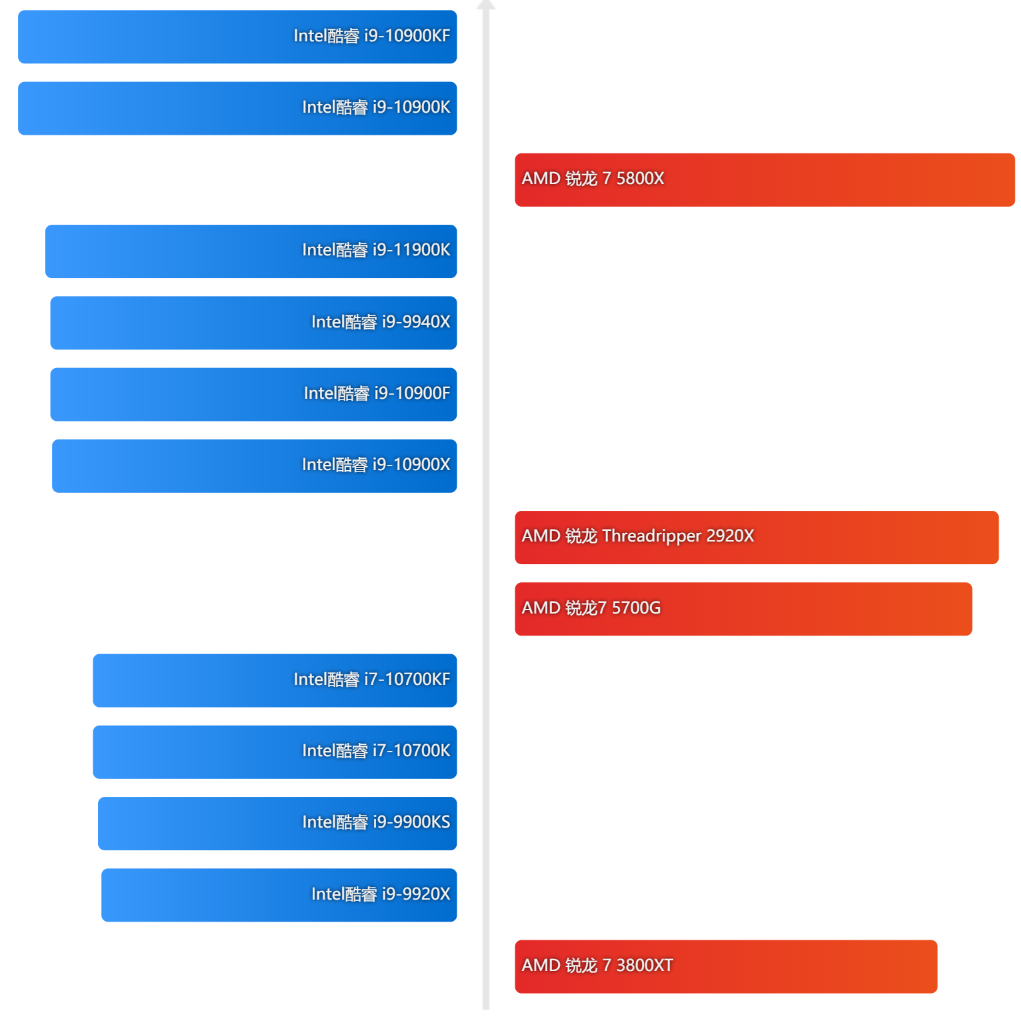 Intel酷睿 i9-10900KF
Intel酷睿 i9-10900K
AMD 锐龙 7 5800X
Intel酷睿 i9-11900K
Intel酷睿 i9-9940X
Intel酷睿 i9-10900F
Intel酷睿 i9-10900X
AMD 锐龙 Threadripper 2920X
AMD 锐龙7 5700G
Intel酷睿 i7-10700KF
Intel酷睿 i7-10700K
Intel酷睿 i9-9900KS
Intel酷睿 i9-9920X
AMD 锐龙 7 3800XT